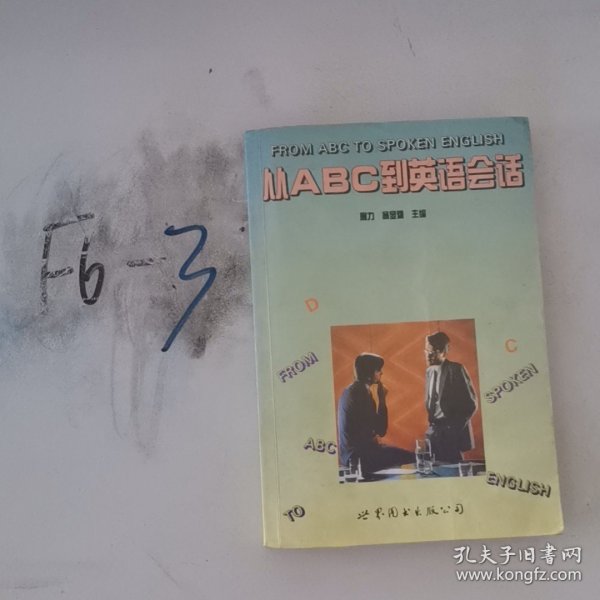 F6-3
FROM ABC TO SPOKEN ENGLISH
从ABC到英语会话
主编
D
C
FROM
SPOKEN
ABC
ENGLISH
TO
世界图书出版公司
孔夫子旧书网
www.kongfz.com